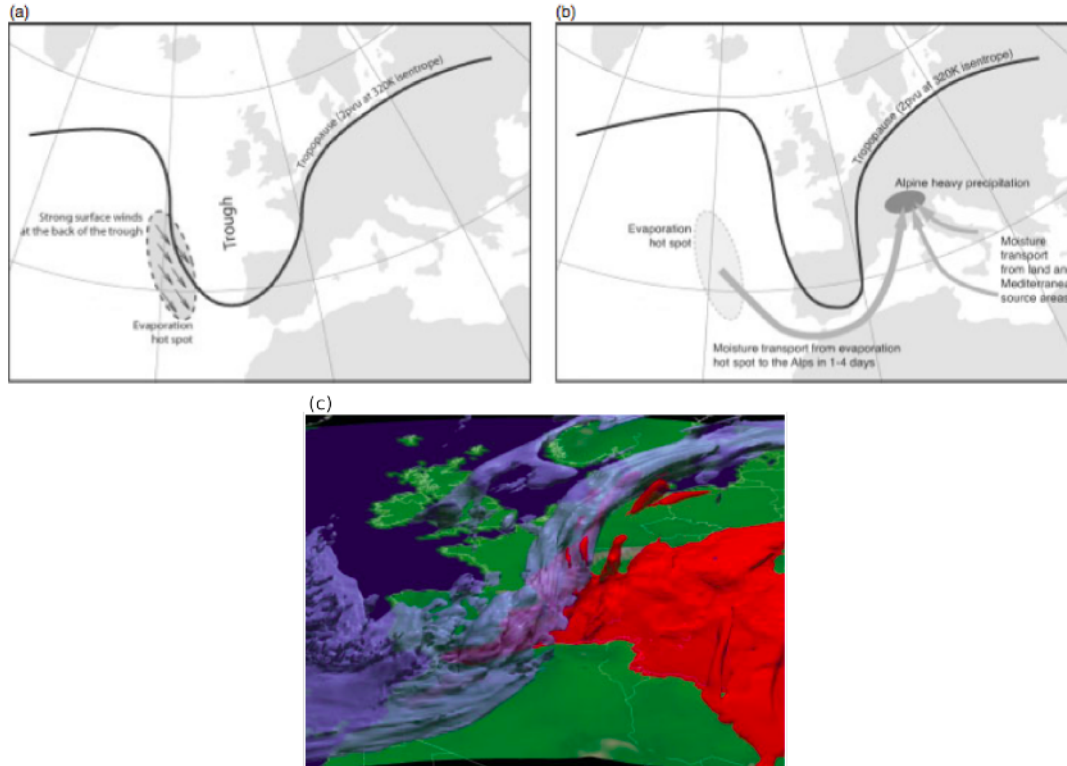 (a)
Tropopause (2pvu at 320K isentrope)
Trough
Strong surface winds
at the back of the trough
Evaporation
hot spot
(b)
Tropopause (2pvu at 320K isentrope)
Alpine heavy precipitation
Evaporation
hot spot
Moisture
transport
from land an
Mediterranea
source areas
Moisture transport from evaporation
hot spot to the Alps in 1-4 days
(c)